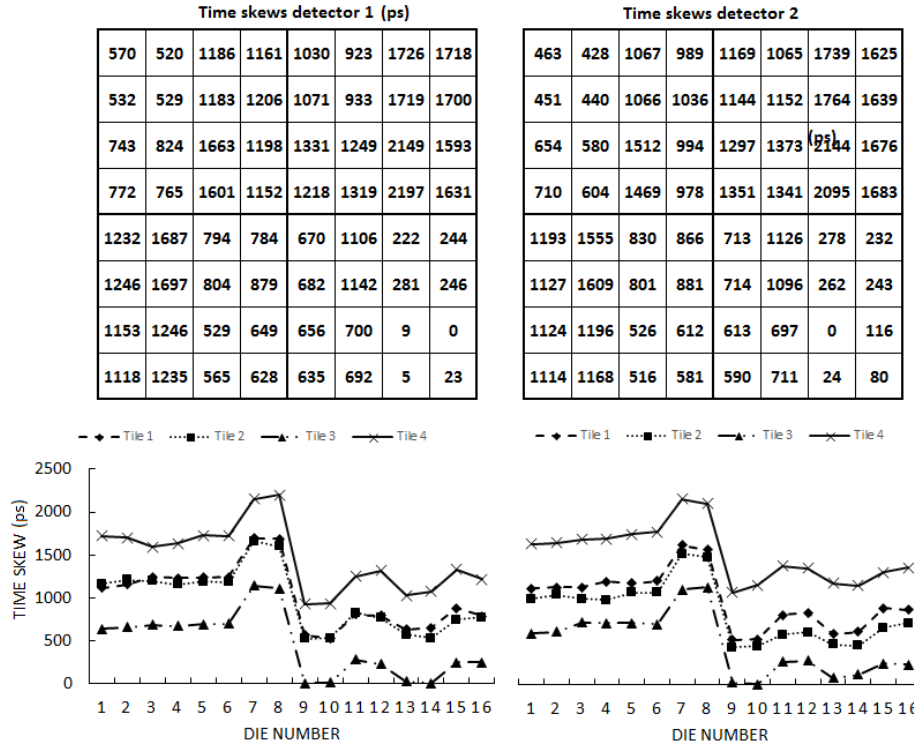 Time skews detector 1 (ps)
570 520 1186 1161 1030 923 1726 1718
532 529 1183 1206 1071 933 1719 1700
743 824 1663 1198 1331 1249 2149 1593
772 765 1601 1152 1218 1319 2197 1631
1232 1687 794 784 670 1106 222 244
1246 1697 804 879 682 1142 281 246
1153 1246 529 649 656 700 9 0
1118 1235 565 628 635 692 5 23
Time skews detector 2
(ps)
463 428 1067 989 1169 1065 1739 1625
451 440 1066 1036 1144 1152 1764 1639
654 580 1512 994 1297 1373 2144 1676
710 604 1469 978 1351 1341 2095 1683
1193 1555 830 866 713 1126 278 232
1127 1609 801 881 714 1096 262 243
1124 1196 526 612 613 697 0 116
1114 1168 516 581 590 711 24 80
Tile 1 Tile 2 Tile 3 Tile 4
TIME SKEW (ps)
2500
2000
1500
1000
500
0
1 2 3 4 5 6 7 8 9 10 11 12 13 14 15 16
DIE NUMBER
Tile 1 Tile 2 Tile 3 Tile 4
1 2 3 4 5 6 7 8 9 10 11 12 13 14 15 16
DIE NUMBER